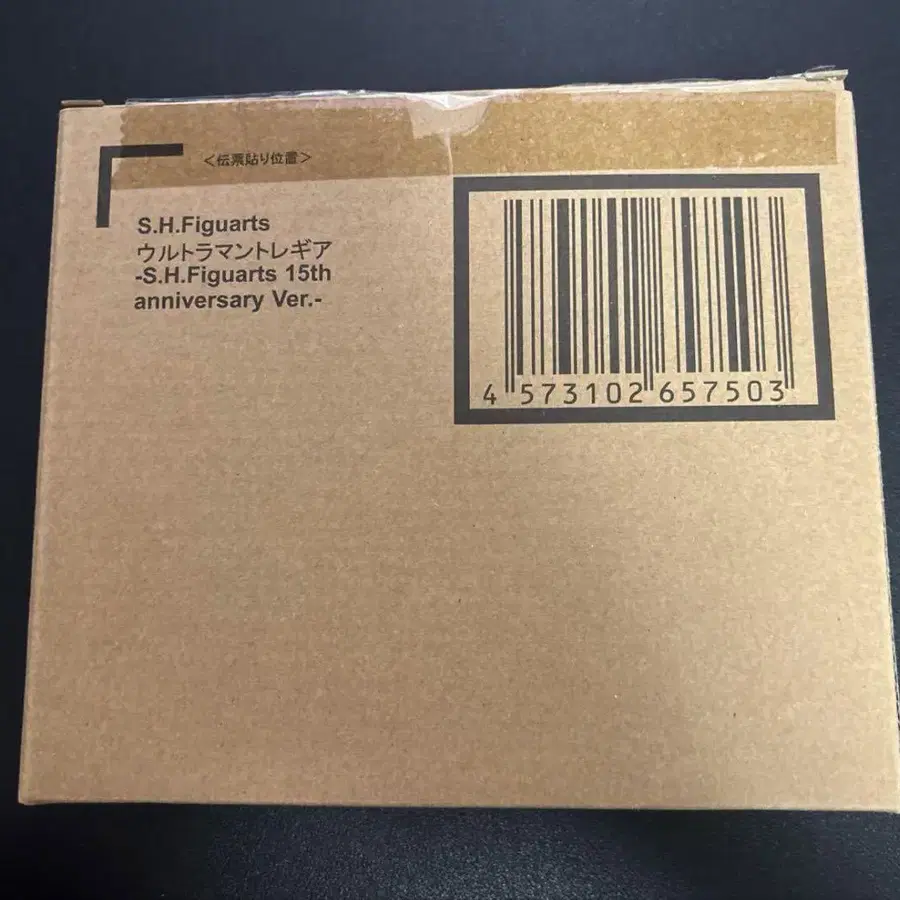 <伝票貼り位置>
S.H.Figuarts
ウルトラマントレギア
-S.H.Figuarts 15th
anniversary Ver.-
4 573102 657503